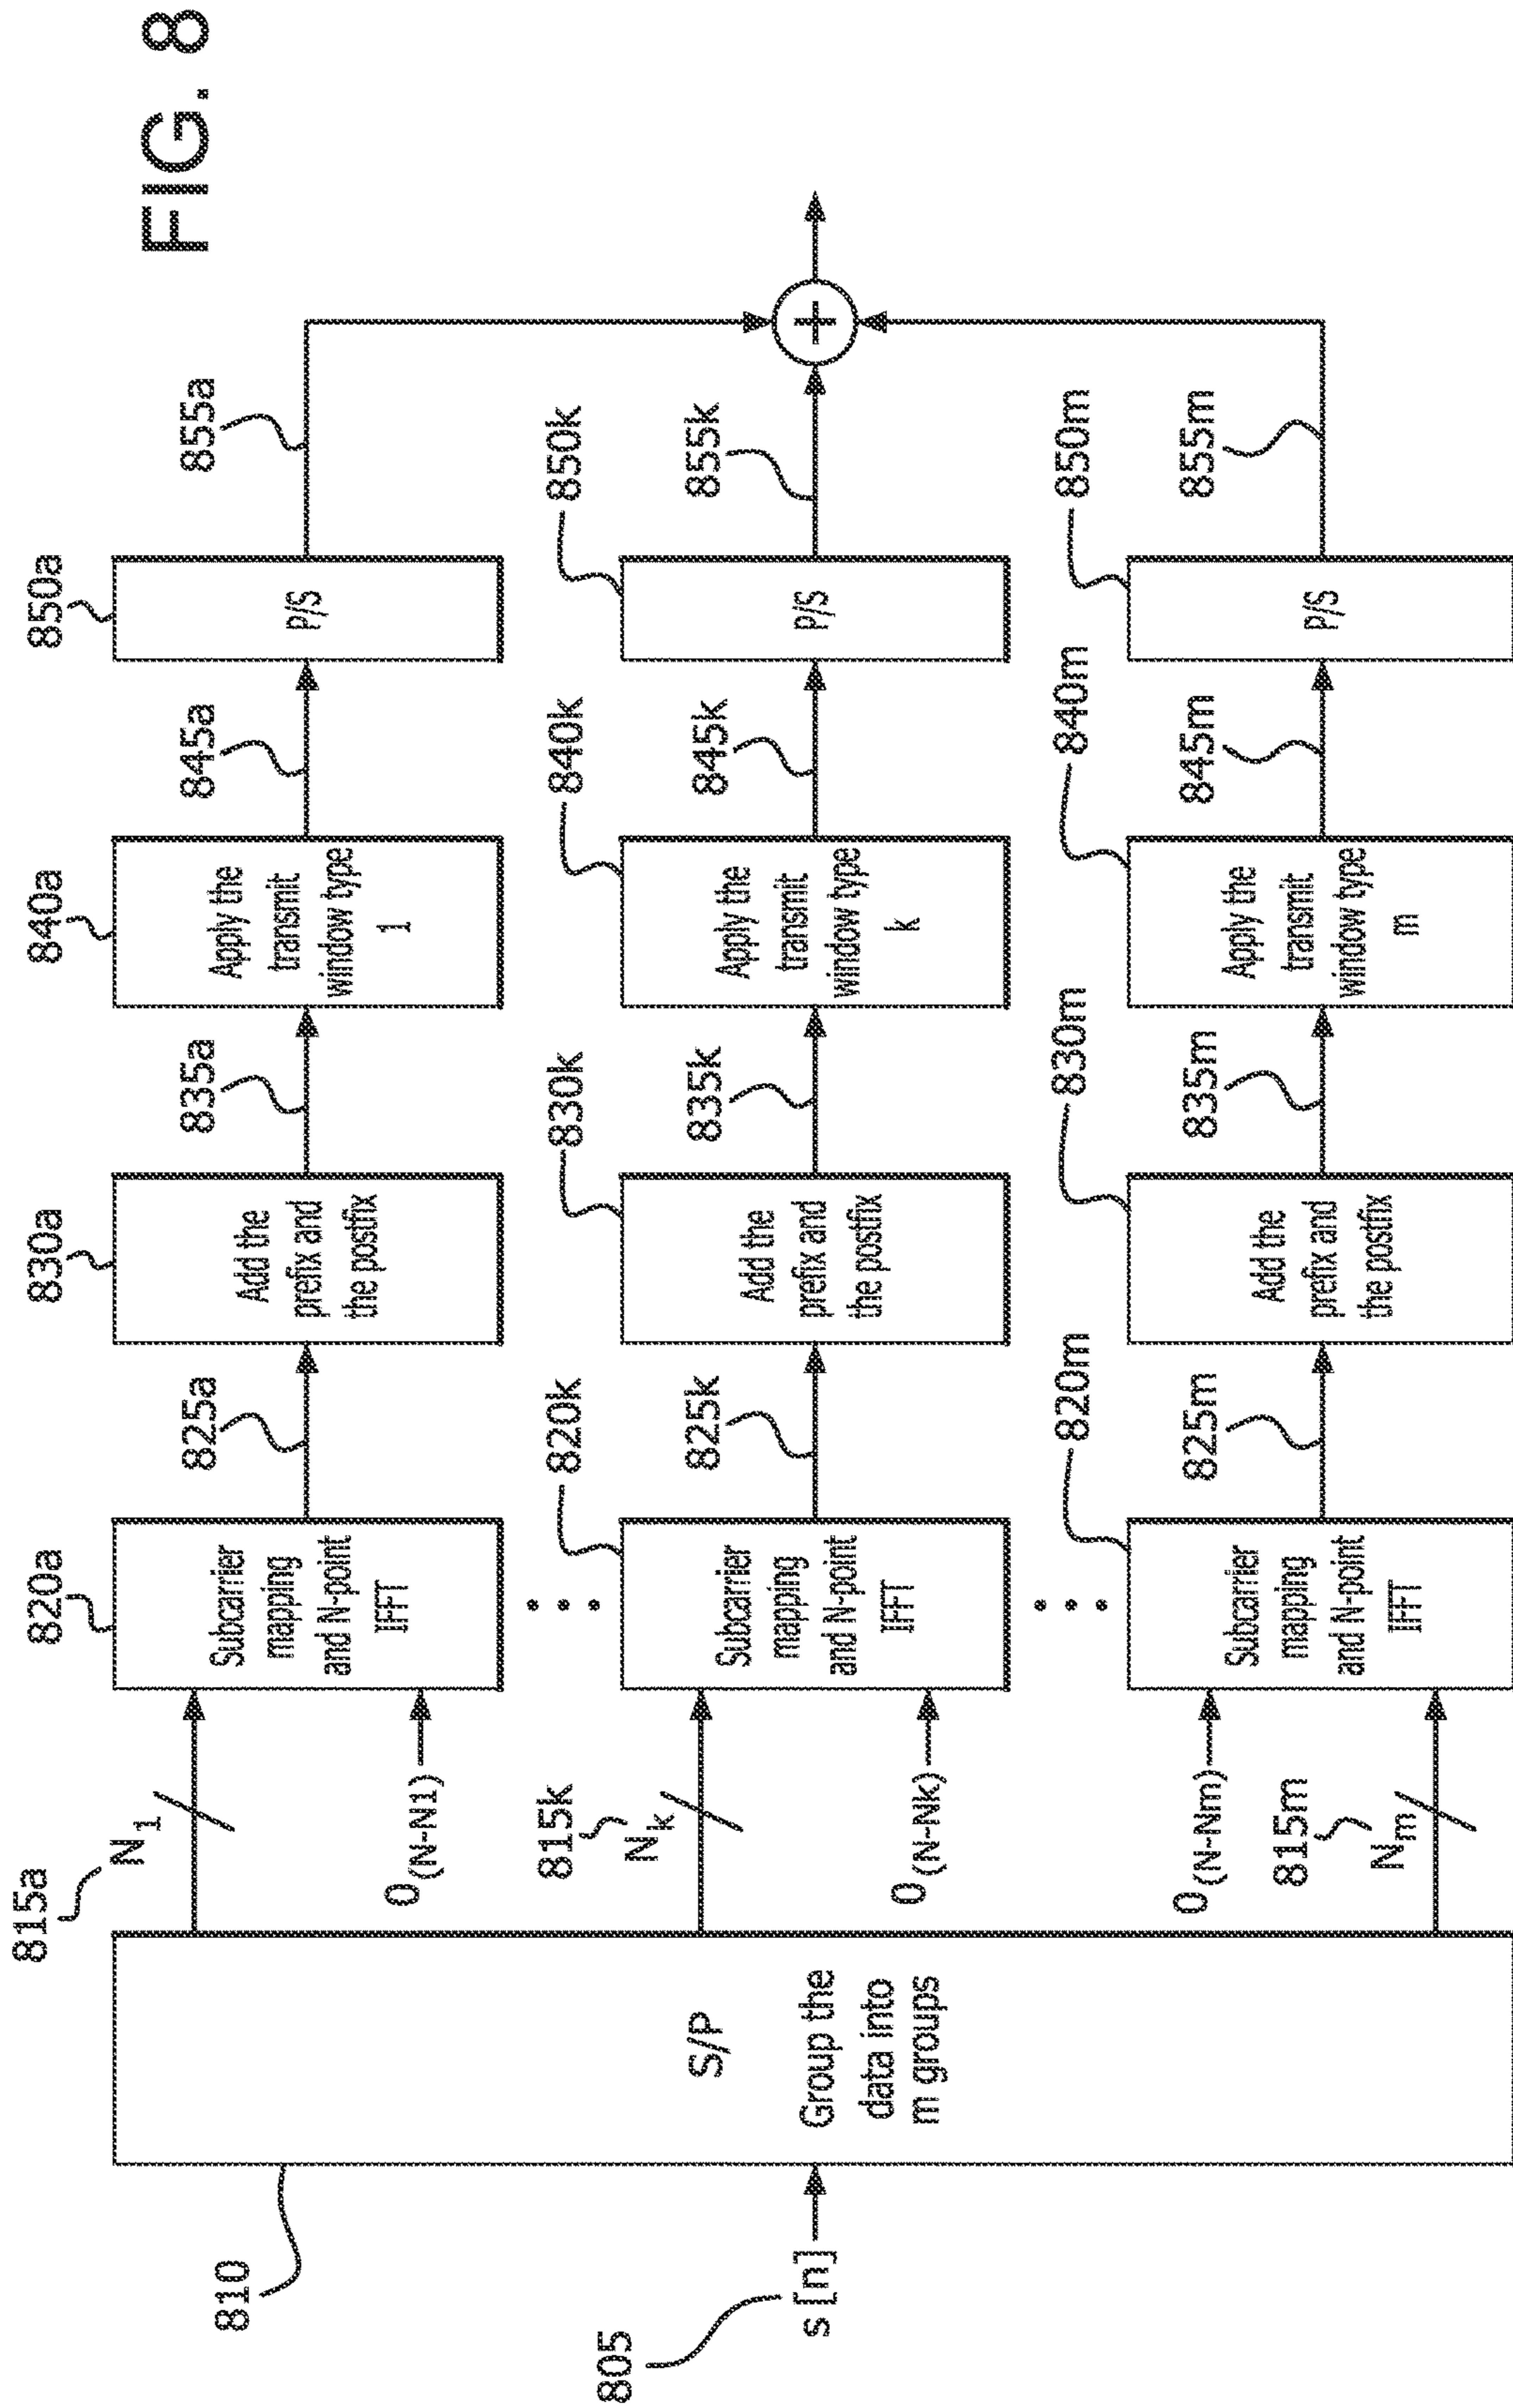 FIG. 8
805
s[n]
810
S/P
Group the
data into
m groups
815a
N1
0(N-N1)
820a
Subcarrier
mapping
and N-point
IFFT
825a
830a
Add the
prefix and
the postfix
835a
840a
Apply the
transmit
window type
1
845a
850a
P/S
855a
815k
Nk
0(N-Nk)
820k
Subcarrier
mapping
and N-point
IFFT
825k
830k
Add the
prefix and
the postfix
835k
840k
Apply the
transmit
window type
k
845k
850k
P/S
855k
+
0(N-Nm)
815m
Nm
820m
Subcarrier
mapping
and N-point
IFFT
825m
830m
Add the
prefix and
the postfix
835m
840m
Apply the
transmit
window type
m
845m
850m
P/S
855m